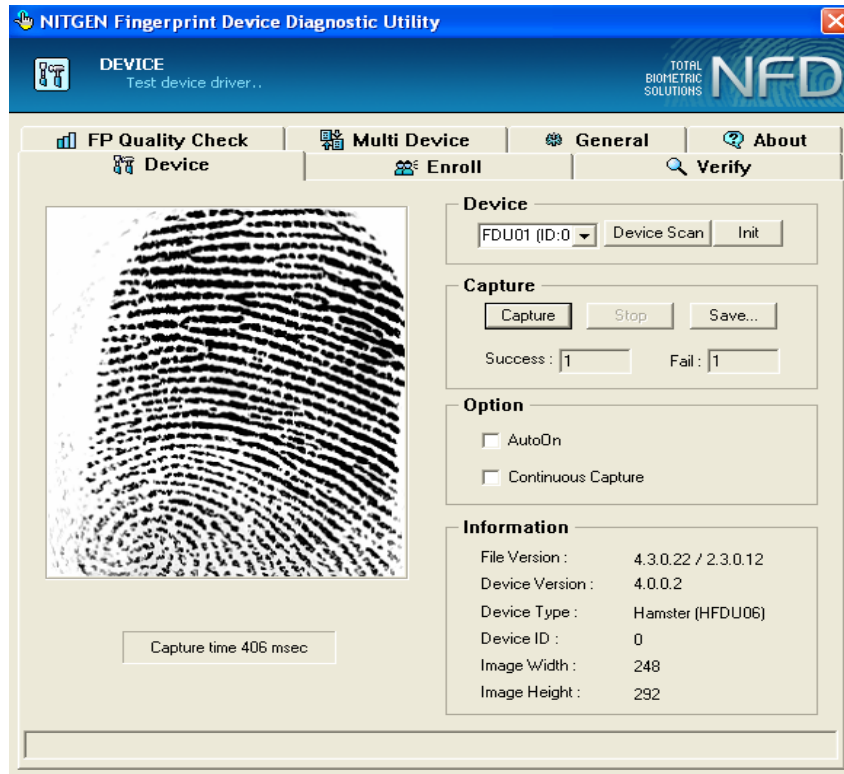 NITGEN Fingerprint Device Diagnostic Utility
DEVICE
Test device driver..
TOTAL
BIOMETRIC
SOLUTIONS
NFD
FP Quality Check
Multi Device
General
About
Device
Enroll
Verify
Device
FDU01 (ID:0
Device Scan
Init
Capture
Capture
Stop
Save...
Success : 1
Fail : 1
Option
AutoOn
Continuous Capture
Information
File Version : 4.3.0.22 / 2.3.0.12
Device Version : 4.0.0.2
Device Type : Hamster (HFDU06)
Device ID : 0
Image Width : 248
Image Height : 292
Capture time 406 msec